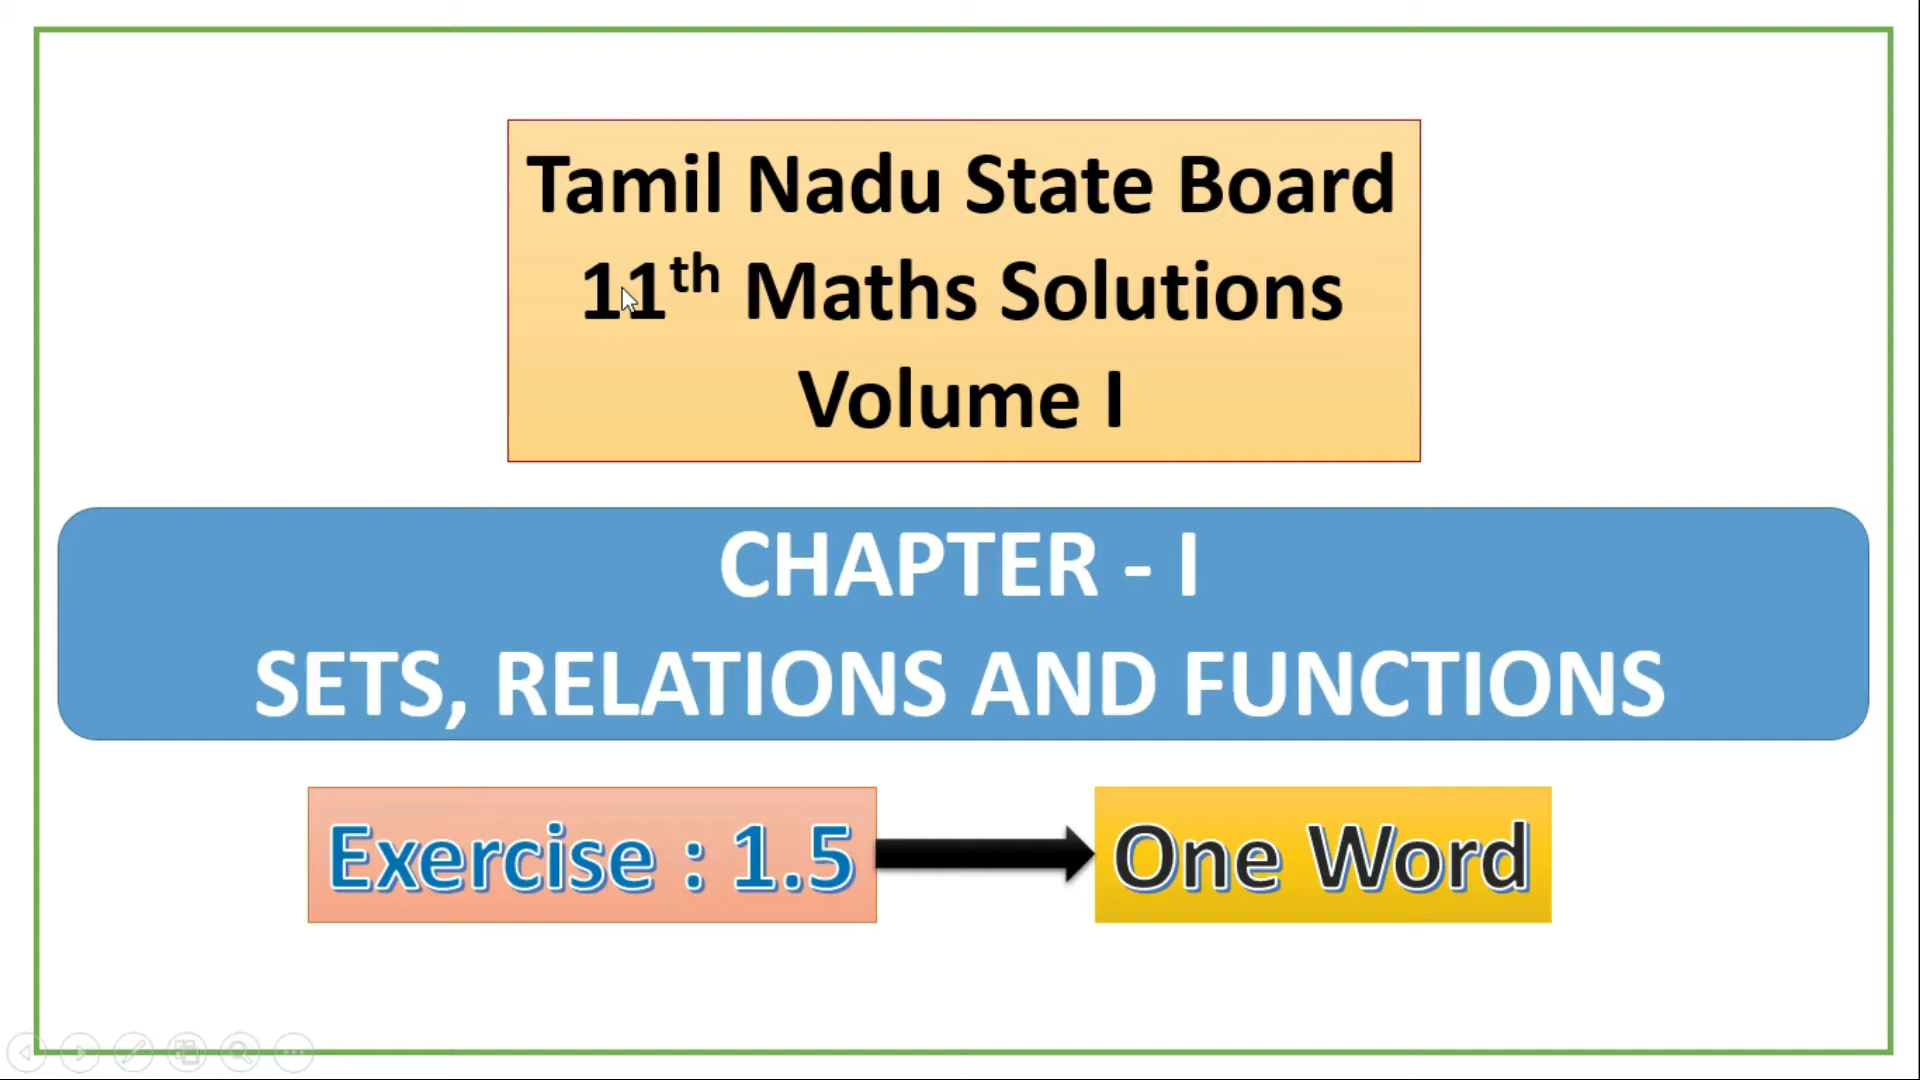 Tamil Nadu State Board
11th Maths Solutions
Volume I
CHAPTER - I
SETS, RELATIONS AND FUNCTIONS
Exercise : 1.5
One Word